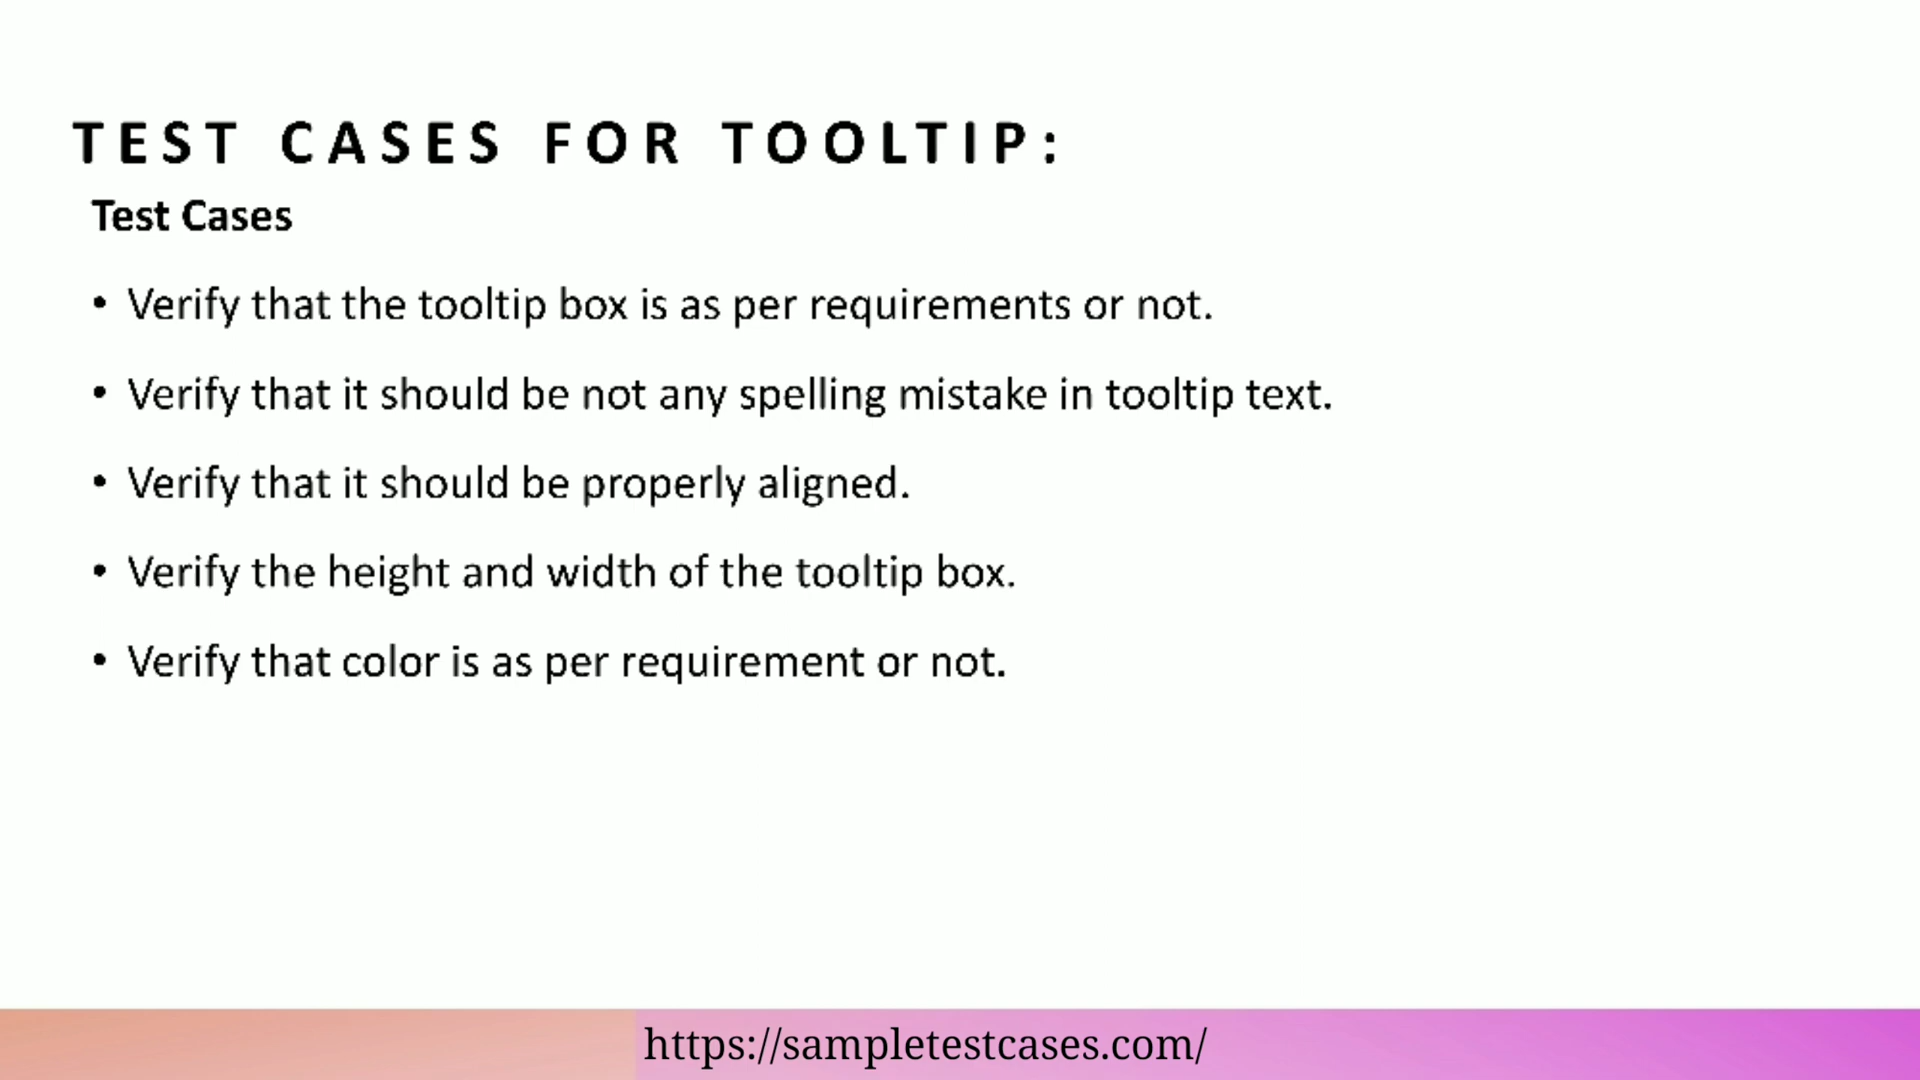 TEST CASES FOR TOOLTIP:
Test Cases
• Verify that the tooltip box is as per requirements or not.
• Verify that it should be not any spelling mistake in tooltip text.
• Verify that it should be properly aligned.
• Verify the height and width of the tooltip box.
• Verify that color is as per requirement or not.
https://sampletestcases.com/